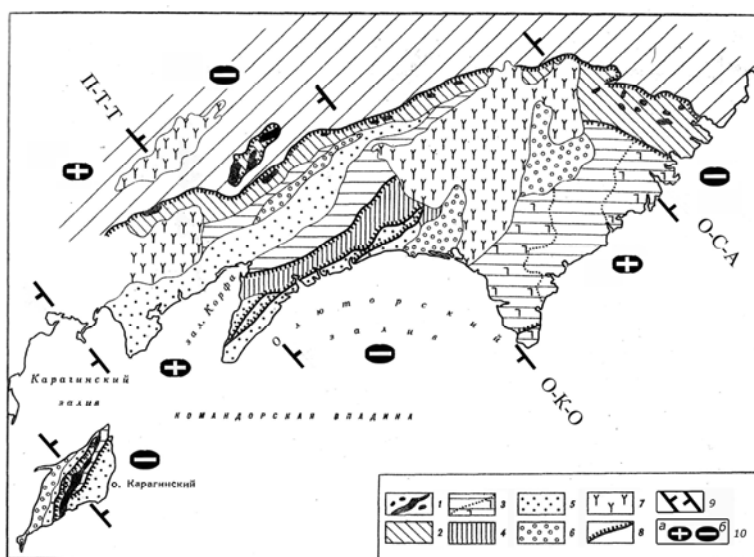 П-Т-Т
О-С-А
зал. Корфа
Олюторский
залив
О-К-О
Карагинский
залив
КОМАНДОРСКАЯ ВПАДИНА
о. Карагинский
1 3 5 7 9
2 4 6 8 а б 10